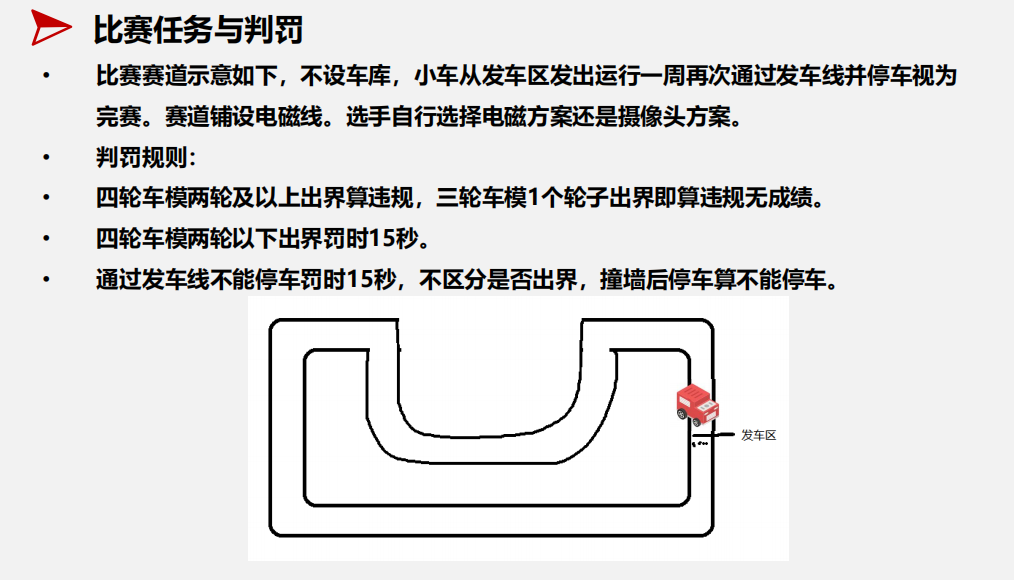 比赛任务与判罚
• 比赛赛道示意如下，不设车库，小车从发车区发出运行一周再次通过发车线并停车视为
完赛。赛道铺设电磁线。选手自行选择电磁方案还是摄像头方案。
• 判罚规则：
• 四轮车模两轮及以上出界算违规，三轮车模1个轮子出界即算违规无成绩。
• 四轮车模两轮以下出界罚时15秒。
• 通过发车线不能停车罚时15秒，不区分是否出界，撞墙后停车算不能停车。
发车区